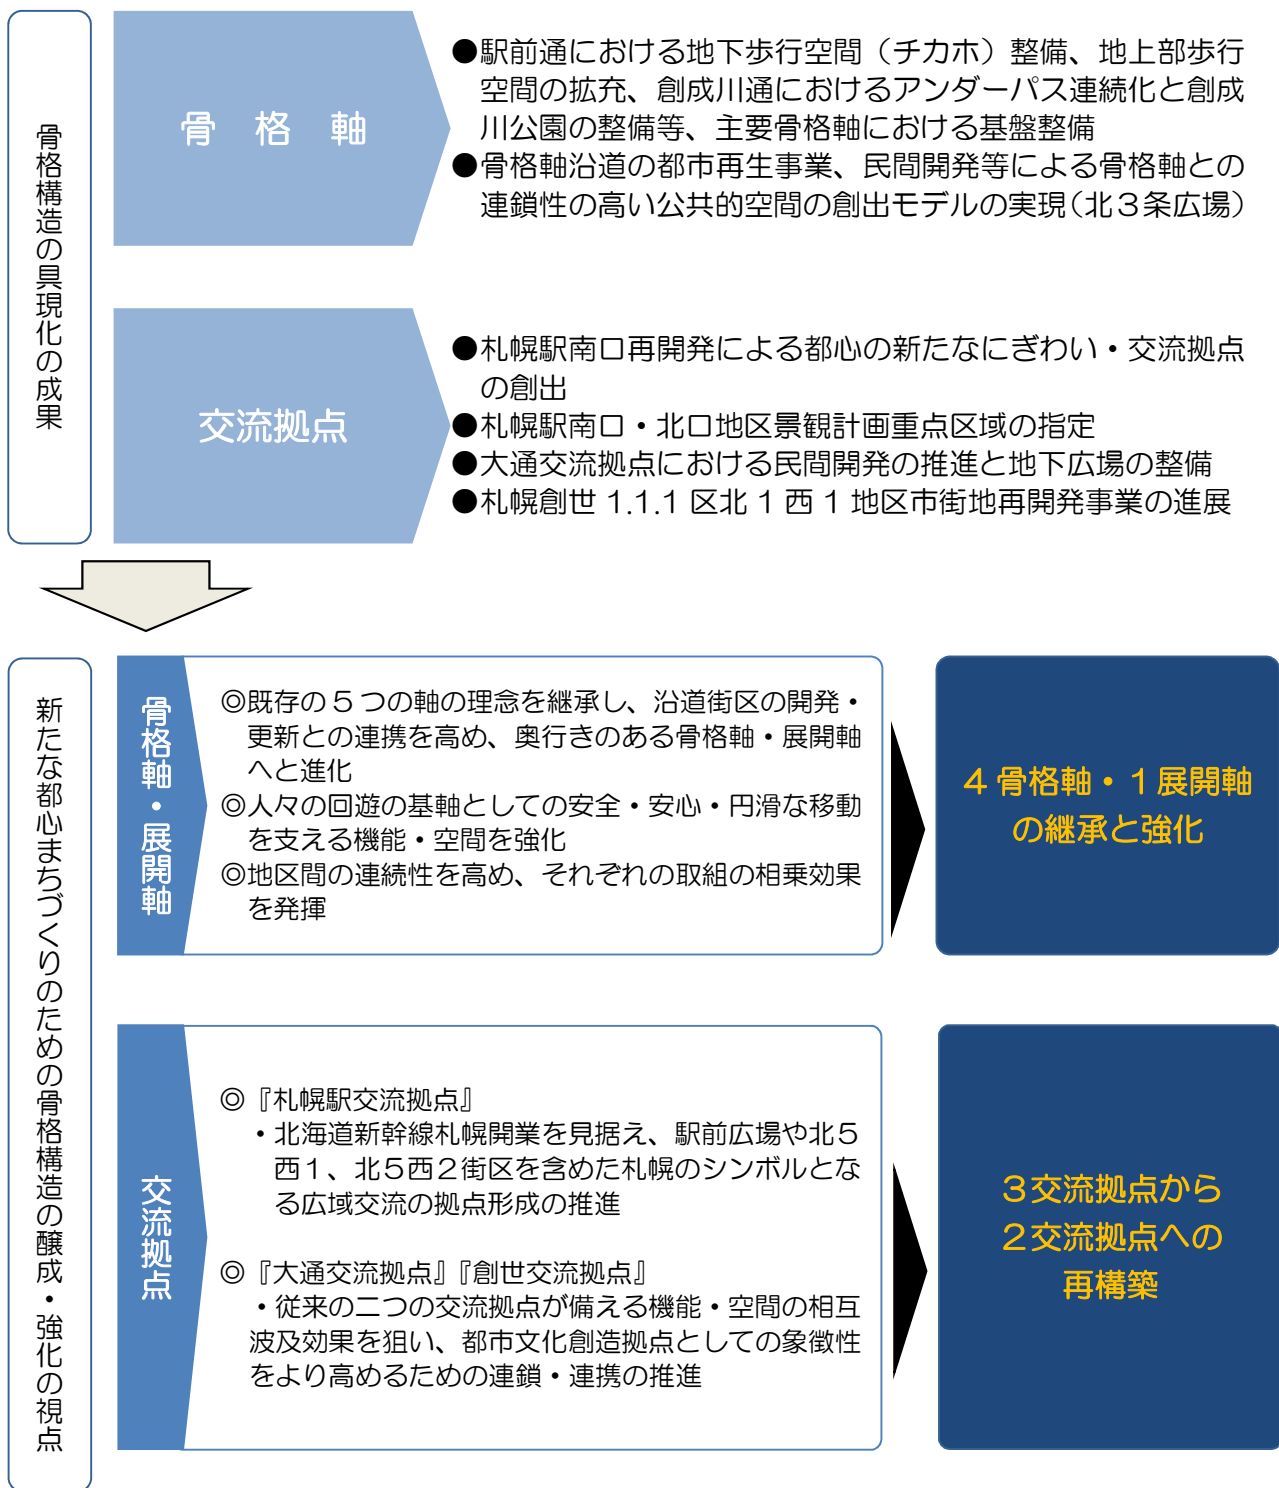 骨格構造の具現化の成果
骨　格　軸
●駅前通における地下歩行空間（チカホ）整備、地上部歩行
空間の拡充、創成川通におけるアンダーパス連続化と創成
川公園の整備等、主要骨格軸における基盤整備
●骨格軸沿道の都市再生事業、民間開発等による骨格軸との
連鎖性の高い公共的空間の創出モデルの実現（北３条広場）
交流拠点
●札幌駅南口再開発による都心の新たなにぎわい・交流拠点
の創出
●札幌駅南口・北口地区景観計画重点区域の指定
●大通交流拠点における民間開発の推進と地下広場の整備
●札幌創世 1.1.1 区北 1 西 1 地区市街地再開発事業の進展
新たな都心まちづくりのための骨格構造の醸成・強化の視点
骨格軸・展開軸
◎既存の 5 つの軸の理念を継承し、沿道街区の開発・
更新との連携を高め、奥行きのある骨格軸・展開軸
へと進化
◎人々の回遊の基軸としての安全・安心・円滑な移動
を支える機能・空間を強化
◎地区間の連続性を高め、それぞれの取組の相乗効果
を発揮
4 骨格軸・1 展開軸
の継承と強化
交流拠点
◎『札幌駅交流拠点』
・北海道新幹線札幌開業を見据え、駅前広場や北５
西１、北５西２街区を含めた札幌のシンボルとな
る広域交流の拠点形成の推進
◎『大通交流拠点』『創世交流拠点』
・従来の二つの交流拠点が備える機能・空間の相互
波及効果を狙い、都市文化創造拠点としての象徴性
をより高めるための連鎖・連携の推進
３交流拠点から
２交流拠点への
再構築